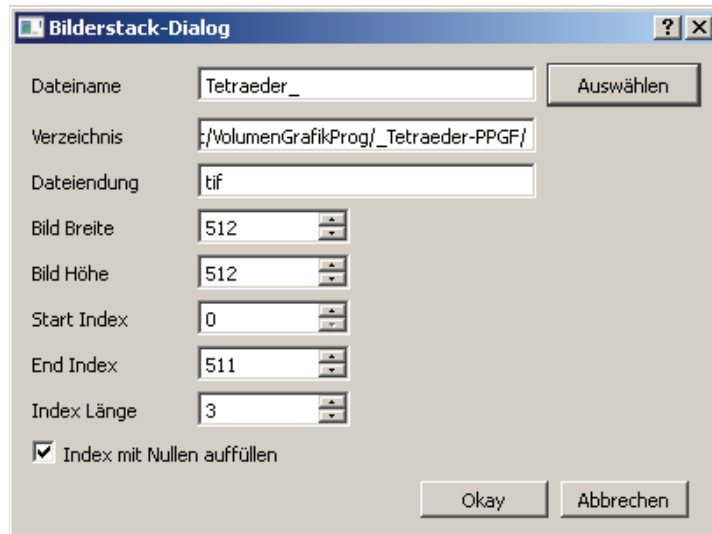 Bilderstack-Dialog
Dateiname Tetraeder_ Auswählen
Verzeichnis :/VolumenGrafikProg/_Tetraeder-PPGF/
Dateiendung tif
Bild Breite 512
Bild Höhe 512
Start Index 0
End Index 511
Index Länge 3
Index mit Nullen auffüllen
Okay Abbrechen